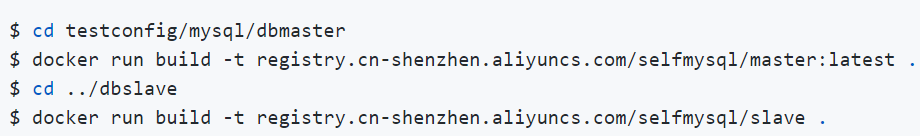 $ cd testconfig/mysql/dbmaster
$ docker run build -t registry.cn-shenzhen.aliyuncs.com/selfmysql/master:latest .
$ cd ../dbslave
$ docker run build -t registry.cn-shenzhen.aliyuncs.com/selfmysql/slave .